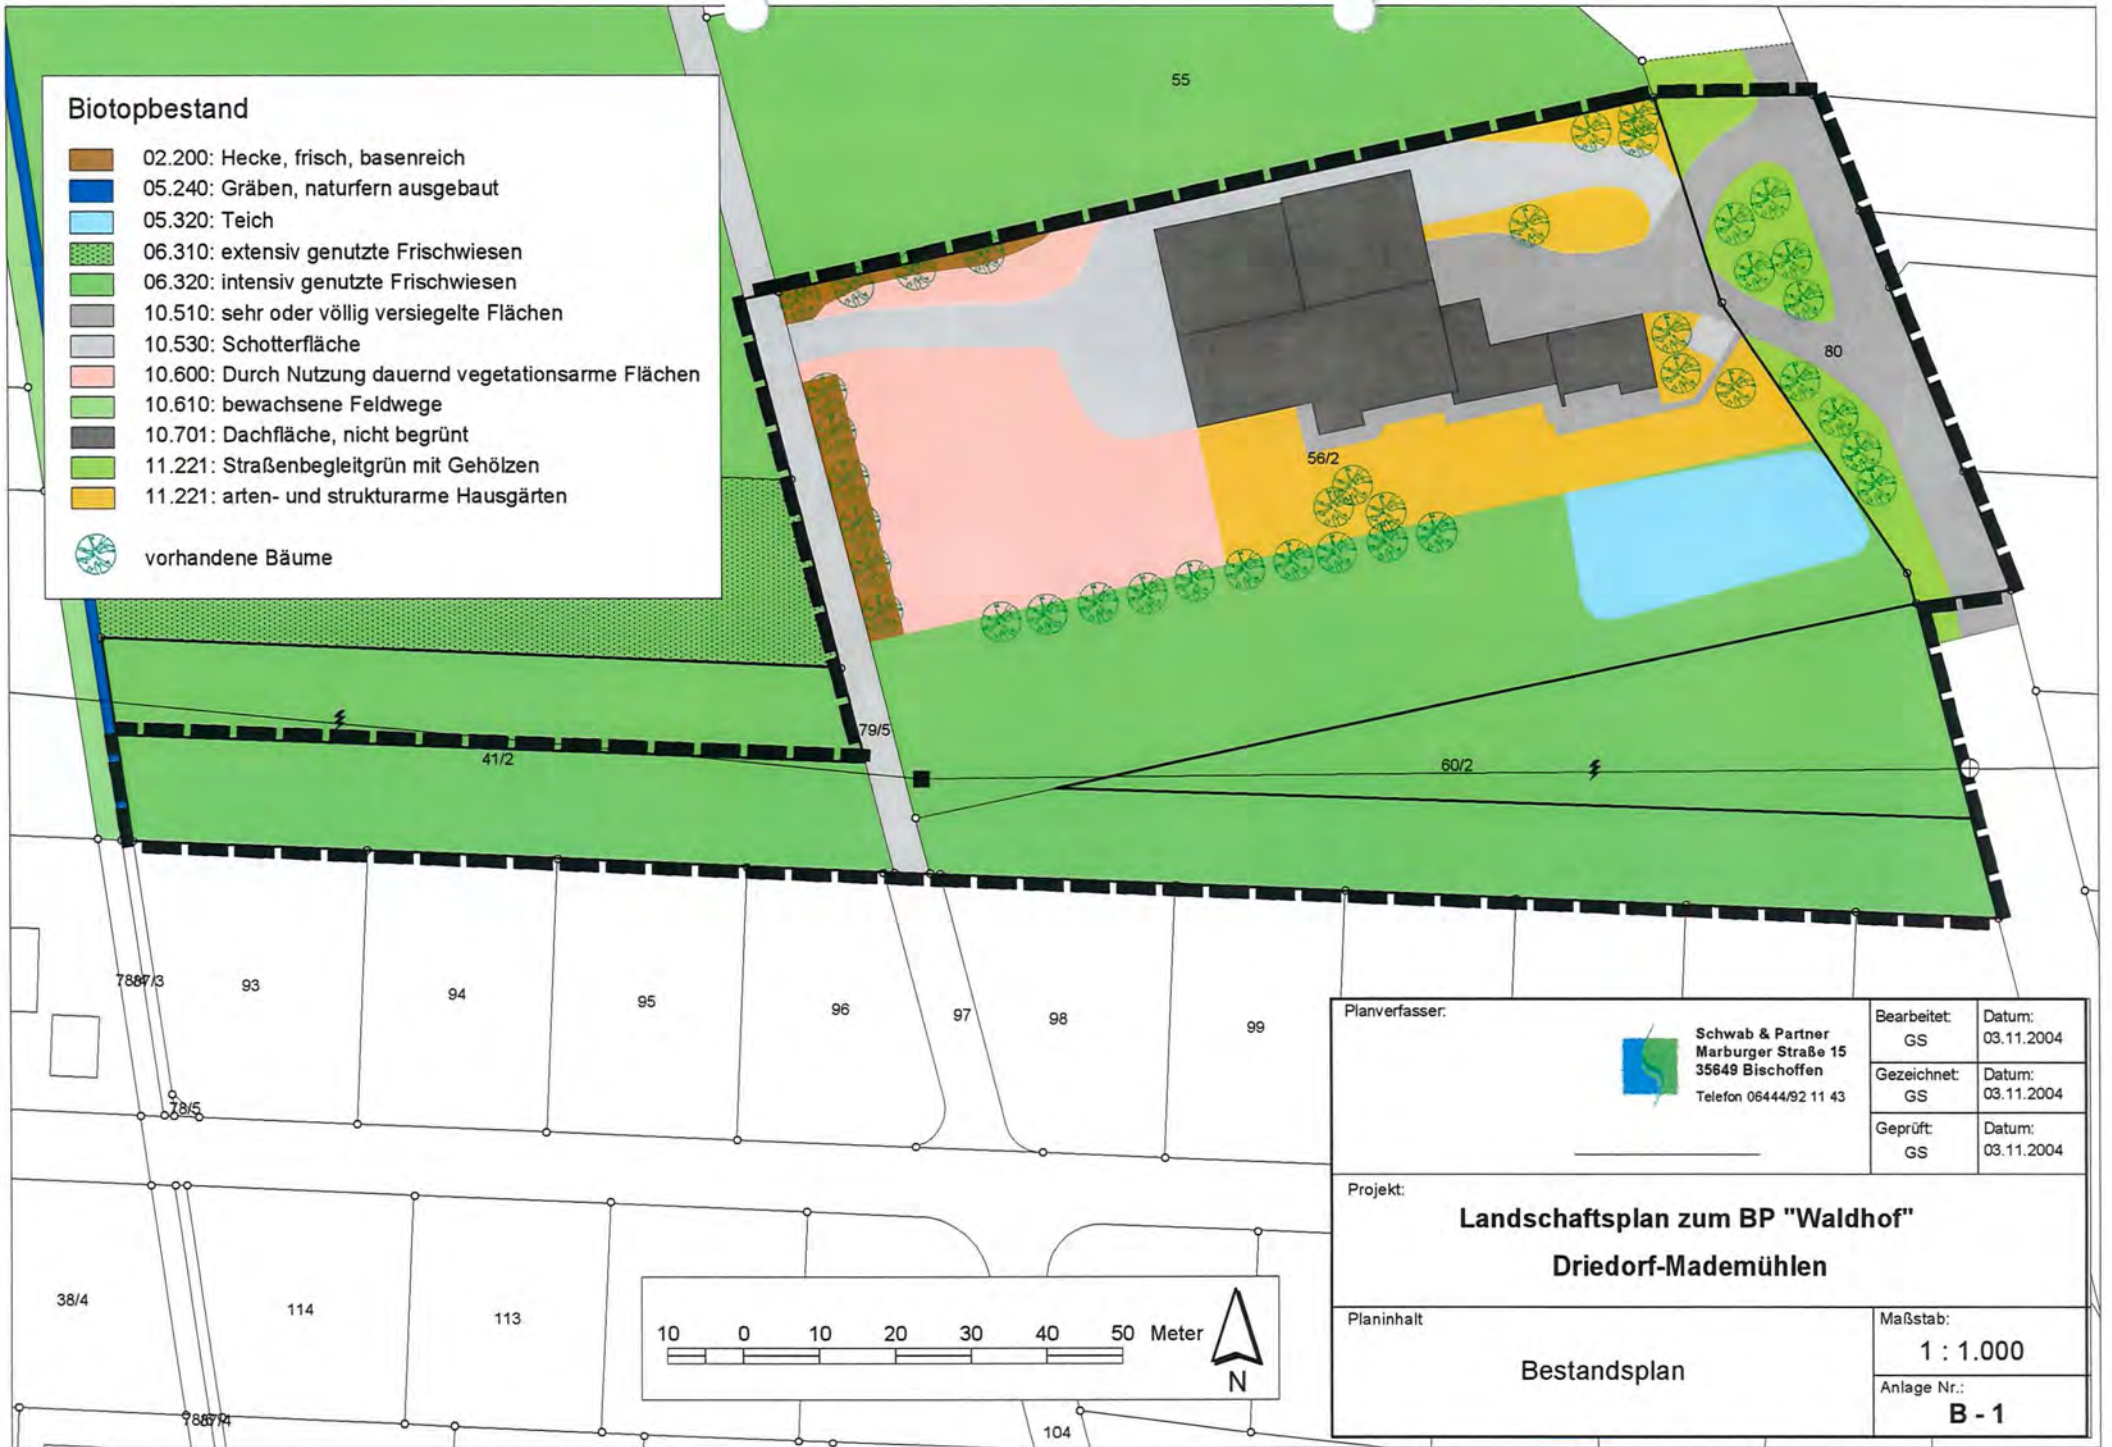 55
Biotopbestand
02.200: Hecke, frisch, basenreich
05.240: Gräben, naturfern ausgebaut
05.320: Teich
06.310: extensiv genutzte Frischwiesen
06.320: intensiv genutzte Frischwiesen
10.510: sehr oder völlig versiegelte Flächen
10.530: Schotterfläche
10.600: Durch Nutzung dauernd vegetationsarme Flächen
10.610: bewachsene Feldwege
10.701: Dachfläche, nicht begrünt
11.221: Straßenbegleitgrün mit Gehölzen
11.221: arten- und strukturarme Hausgärten
vorhandene Bäume
80
56/2
79/5
41/2
60/2
93
94
95
96
97
98
99
78/5
38/4
114
113
104
10 0 10 20 30 40 50 Meter
N
Planverfasser:
Schwab & Partner
Marburger Straße 15
35649 Bischoffen
Telefon 06444/92 11 43
Bearbeitet: Datum:
GS 03.11.2004
Gezeichnet: Datum:
GS 03.11.2004
Geprüft: Datum:
GS 03.11.2004
Projekt:
Landschaftsplan zum BP "Waldhof"
Driedorf-Mademühlen
Planinhalt
Bestandsplan
Maßstab:
1 : 1.000
Anlage Nr.:
B - 1